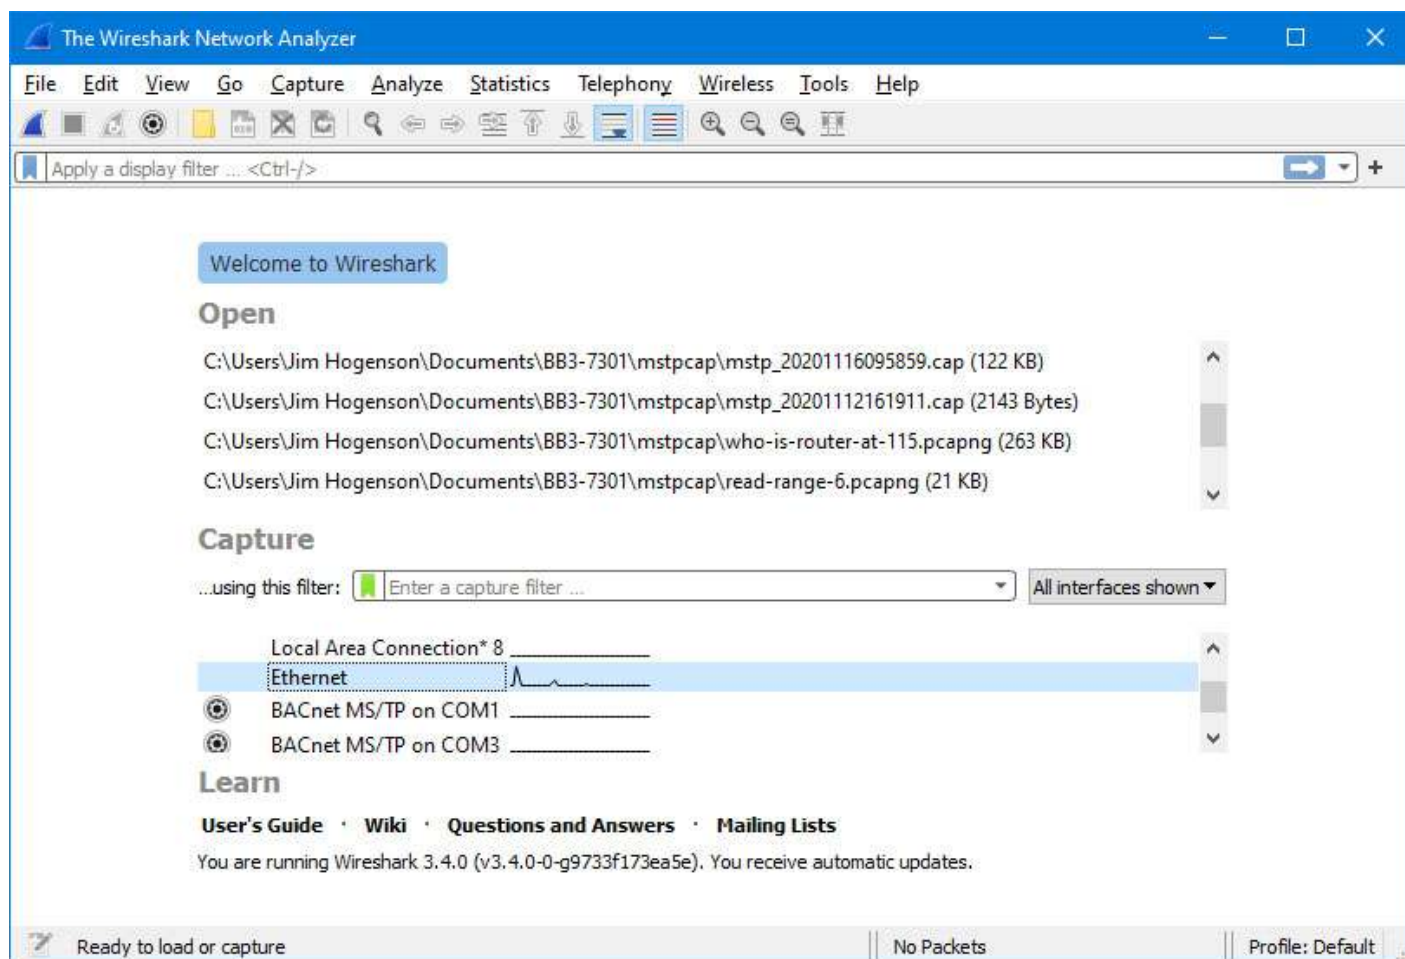 The Wireshark Network Analyzer
File Edit View Go Capture Analyze Statistics Telephony Wireless Tools Help
Apply a display filter ... <Ctrl-/>
Welcome to Wireshark
Open
C:\Users\Jim Hogenson\Documents\BB3-7301\mstpcap\mstp_20201116095859.cap (122 KB)
C:\Users\Jim Hogenson\Documents\BB3-7301\mstpcap\mstp_20201112161911.cap (2143 Bytes)
C:\Users\Jim Hogenson\Documents\BB3-7301\mstpcap\who-is-router-at-115.pcapng (263 KB)
C:\Users\Jim Hogenson\Documents\BB3-7301\mstpcap\read-range-6.pcapng (21 KB)
Capture
...using this filter: Enter a capture filter ... All interfaces shown
Local Area Connection* 8
Ethernet
BACnet MS/TP on COM1
BACnet MS/TP on COM3
Learn
User's Guide · Wiki · Questions and Answers · Mailing Lists
You are running Wireshark 3.4.0 (v3.4.0-0-g9733f173ea5e). You receive automatic updates.
Ready to load or capture No Packets Profile: Default